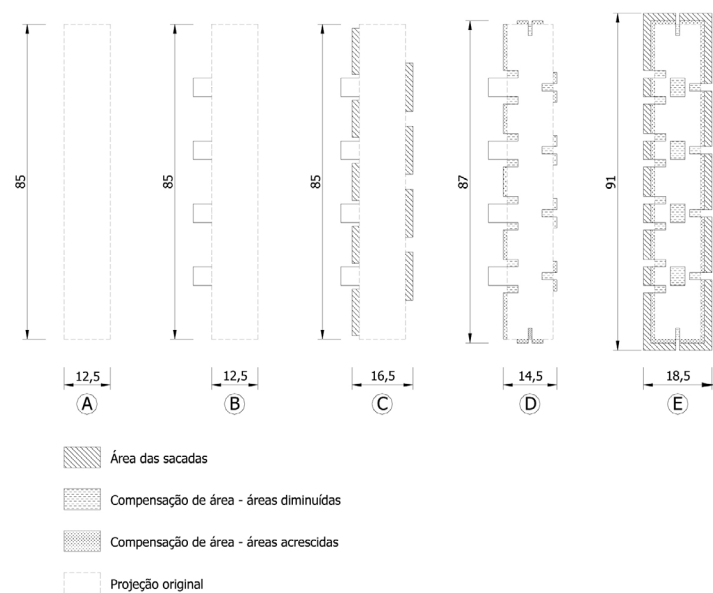 85
85
85
87
91
12,5
12,5
16,5
14,5
18,5
A
B
C
D
E
Área das sacadas
Compensação de área - áreas diminuídas
Compensação de área - áreas acrescidas
Projeção original